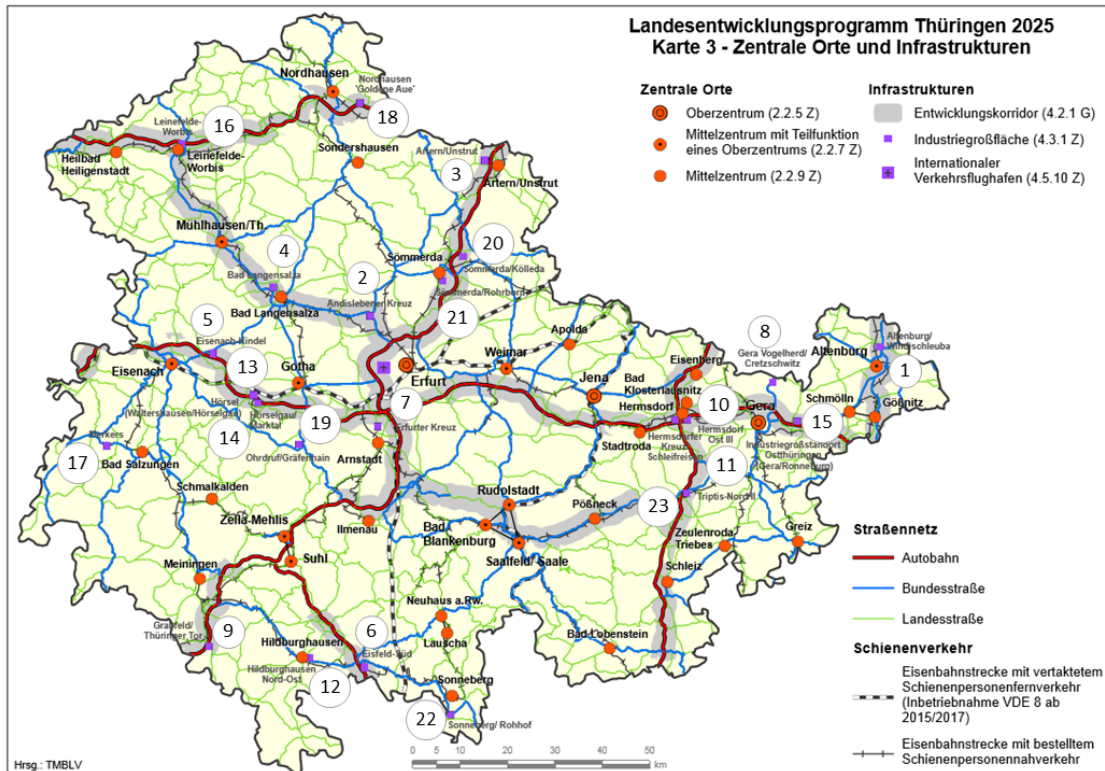 Landesentwicklungsprogramm Thüringen 2025
Karte 3 - Zentrale Orte und Infrastrukturen
Zentrale Orte
Oberzentrum (2.2.5 Z)
Mittelzentrum mit Teilfunktion
eines Oberzentrums (2.2.7 Z)
Mittelzentrum (2.2.9 Z)
Infrastrukturen
Entwicklungskorridor (4.2.1 G)
Industriegroßfläche (4.3.1 Z)
Internationaler
Verkehrsflughafen (4.5.10 Z)
Nordhausen
Nordhausen
"Goldene Aue"
18
Leinefelde-
Worbis
16
Leinefelde-
Worbis
Heilbad
Heiligenstadt
Sondershausen
Artern/Unstrut
3
Artern/Unstrut
Mühlhausen/Th.
4
Bad Langensalza
Bad Langensalza
2
Andislebener Kreuz
Sömmerda
20
Sömmerda/Kölleda
Sömmerda/Rohrborn
21
5
Eisenach-Kindel
Eisenach
13
Gotha
Hörsel
(Waltershausen/Hörselgau)
Hörselgau/
Marktal
14
19
Ohrdruf/Gräfenhain
Erfurt
7
Erfurter Kreuz
Arnstadt
Weimar
Apolda
Jena
Bad
Klosterlausnitz
Eisenberg
Hermsdorf
10
Hermsdorf
Ost III
Hermsdorfer
Kreuz
Schleifreisen
Stadtroda
8
Gera Vogelherd/
Cretzschwitz
Gera
15
Industriegroßstandort
Ostthüringen
(Gera/Ronneburg)
Altenburg
Altenburg/
Windischleuba
1
Schmölln
Gößnitz
11
Triptis-Nord II
23
17
Merkers
Bad Salzungen
Schmalkalden
Zella-Mehlis
Suhl
Ilmenau
Meiningen
Rudolstadt
Bad
Blankenburg
Saalfeld/ Saale
Pößneck
Zeulenroda-
Triebes
Greiz
Schleiz
Bad Lobenstein
Neuhaus a.Rw.
Lauscha
Grabfeld/
Thüringer Tor
9
Hildburghausen
Hildburghausen
Nord-Ost
12
6
Eisfeld-Süd
Sonneberg
22
Sonneberg/ Rohhof
Straßennetz
Autobahn
Bundesstraße
Landesstraße
Schienenverkehr
Eisenbahnstrecke mit vertaktetem
Schienenpersonenfernverkehr
(Inbetriebnahme VDE 8 ab
2015/2017)
Eisenbahnstrecke mit bestelltem
Schienenpersonennahverkehr
0 10 20 30 40 50
km
Hrsg.: TMBLV